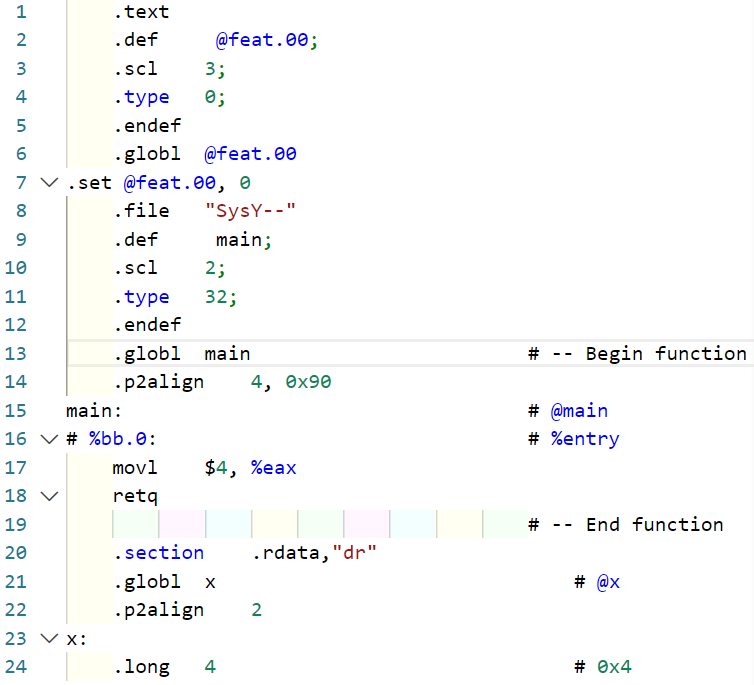 1 .text
2 .def @feat.00;
3 .scl 3;
4 .type 0;
5 .endef
6 .globl @feat.00
7 .set @feat.00, 0
8 .file "SysY--"
9 .def main;
10 .scl 2;
11 .type 32;
12 .endef
13 .globl main # -- Begin function
14 .p2align 4, 0x90
15 main: # @main
16 # %bb.0: # %entry
17 movl $4, %eax
18 retq
19 # -- End function
20 .section .rdata,"dr"
21 .globl x # @x
22 .p2align 2
23 x:
24 .long 4 # 0x4